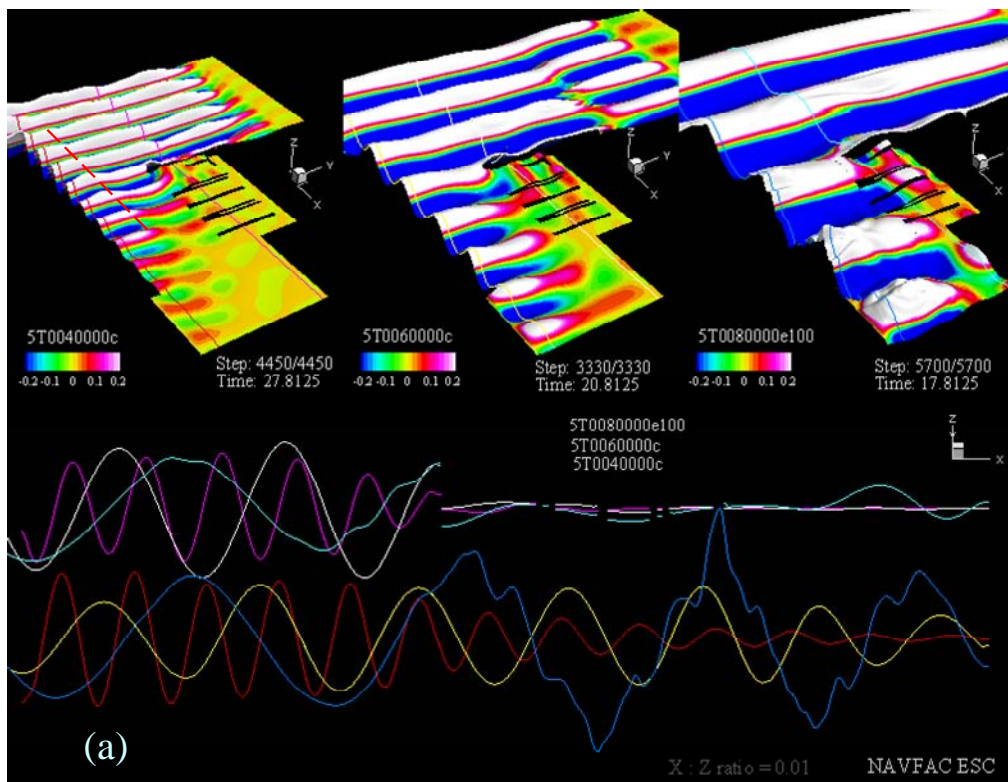 Z
Y
X
Z
Y
X
Z
Y
X
5T0040000c
-0.2 -0.1 0 0.1 0.2
Step: 4450/4450
Time: 27.8125
5T0060000c
-0.2 -0.1 0 0.1 0.2
Step: 3330/3330
Time: 20.8125
5T0080000e100
-0.2 -0.1 0 0.1 0.2
Step: 5700/5700
Time: 17.8125
5T0080000e100
5T0060000c
5T0040000c
Z
X
(a)
X : Z ratio = 0.01
NAVFAC ESC